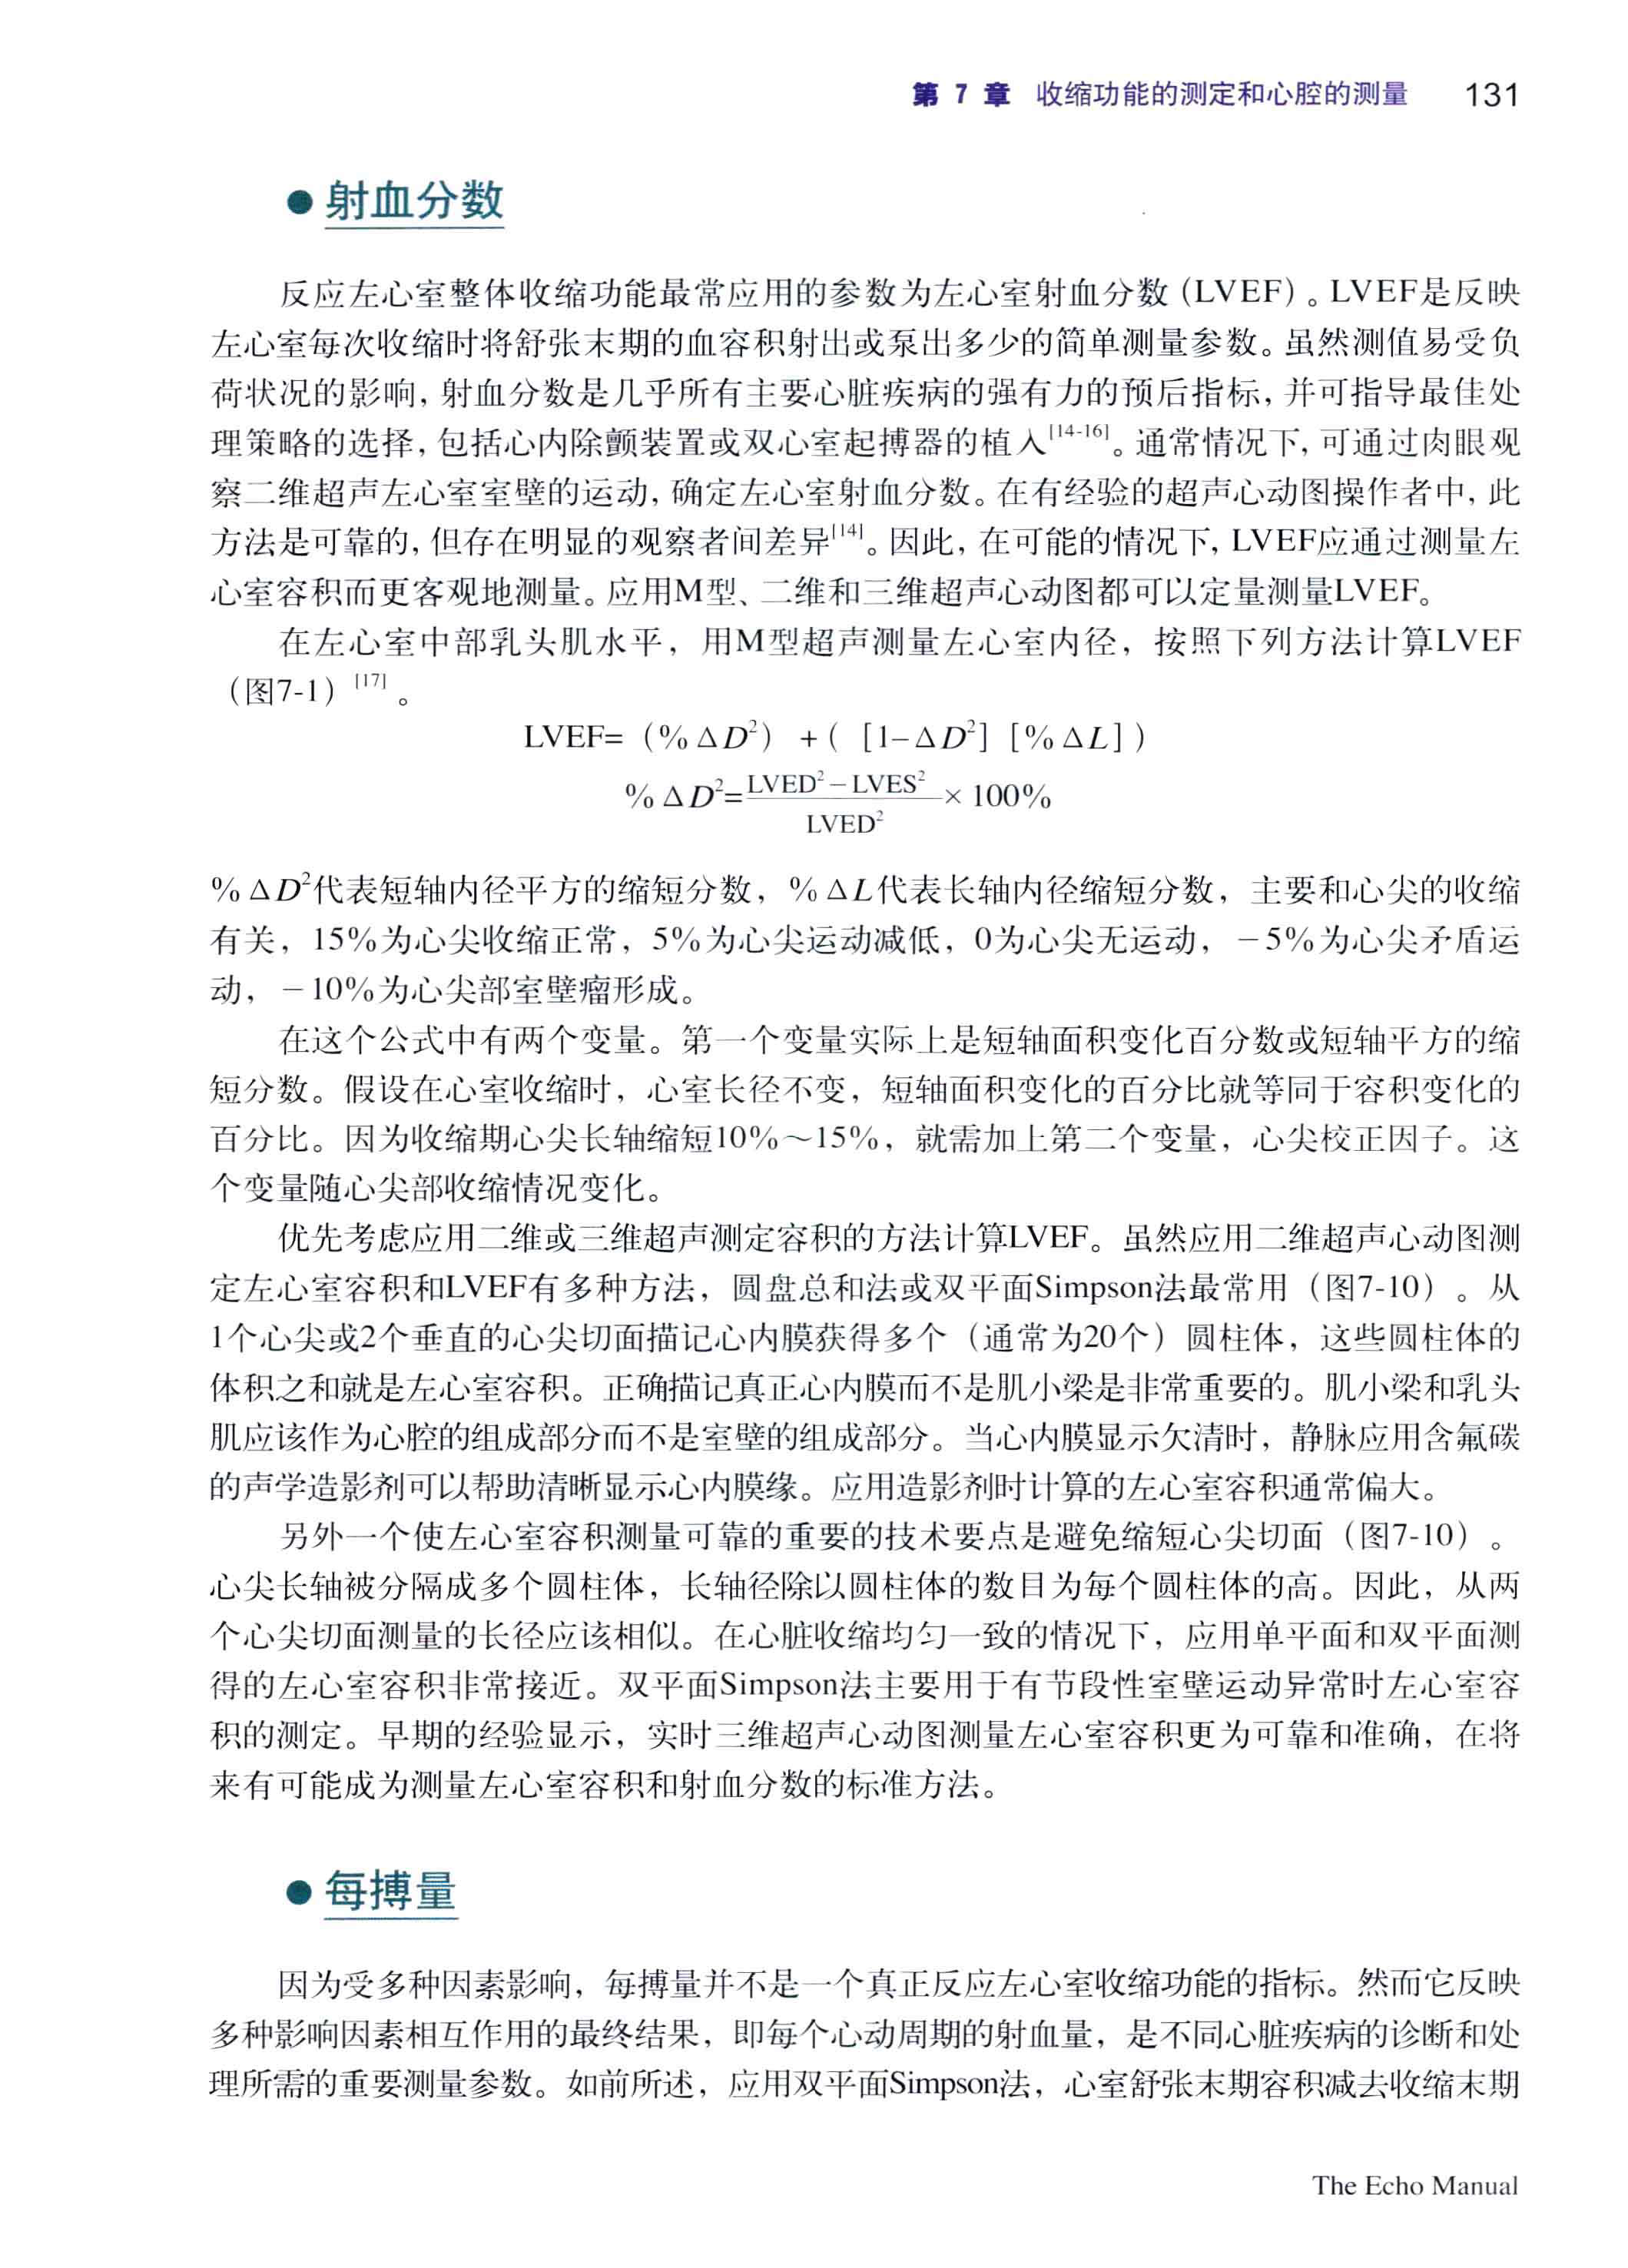 第 7 章 收缩功能的测定和心腔的测量 131
●射血分数
反应左心室整体收缩功能最常应用的参数为左心室射血分数(LVEF)。LVEF是反映
左心室每次收缩时将舒张末期的血容积射出或泵出多少的简单测量参数。虽然测值易受负
荷状况的影响,射血分数是几乎所有主要心脏疾病的强有力的预后指标,并可指导最佳处
理策略的选择,包括心内除颤装置或双心室起搏器的植入[14-16]。通常情况下,可通过肉眼观
察二维超声左心室室壁的运动,确定左心室射血分数。在有经验的超声心动图操作者中,此
方法是可靠的,但存在明显的观察者间差异[14]。因此,在可能的情况下,LVEF应通过测量左
心室容积而更客观地测量。应用M型、二维和三维超声心动图都可以定量测量LVEF。
在左心室中部乳头肌水平，用M型超声测量左心室内径，按照下列方法计算LVEF
（图7-1）[17]。
LVEF=（%△D²）+（［1−△D²］［%△L］）
%△D²=(LVED²−LVES²)/LVED² × 100%
%△D²代表短轴内径平方的缩短分数，%△L代表长轴内径缩短分数，主要和心尖的收缩
有关，15%为心尖收缩正常，5%为心尖运动减低，0为心尖无运动，－5%为心尖矛盾运
动，－10%为心尖部室壁瘤形成。
在这个公式中有两个变量。第一个变量实际上是短轴面积变化百分数或短轴平方的缩
短分数。假设在心室收缩时，心室长径不变，短轴面积变化的百分比就等同于容积变化的
百分比。因为收缩期心尖长轴缩短10%～15%，就需加上第二个变量，心尖校正因子。这
个变量随心尖部收缩情况变化。
优先考虑应用二维或三维超声测定容积的方法计算LVEF。虽然应用二维超声心动图测
定左心室容积和LVEF有多种方法，圆盘总和法或双平面Simpson法最常用（图7-10）。从
1个心尖或2个垂直的心尖切面描记心内膜获得多个（通常为20个）圆柱体，这些圆柱体的
体积之和就是左心室容积。正确描记真正心内膜而不是肌小梁是非常重要的。肌小梁和乳头
肌应该作为心腔的组成部分而不是室壁的组成部分。当心内膜显示欠清时，静脉应用含氟碳
的声学造影剂可以帮助清晰显示心内膜缘。应用造影剂时计算的左心室容积通常偏大。
另外一个使左心室容积测量可靠的重要的技术要点是避免缩短心尖切面（图7-10）。
心尖长轴被分隔成多个圆柱体，长轴径除以圆柱体的数目为每个圆柱体的高。因此，从两
个心尖切面测量的长径应该相似。在心脏收缩均匀一致的情况下，应用单平面和双平面测
得的左心室容积非常接近。双平面Simpson法主要用于有节段性室壁运动异常时左心室容
积的测定。早期的经验显示，实时三维超声心动图测量左心室容积更为可靠和准确，在将
来有可能成为测量左心室容积和射血分数的标准方法。
●每搏量
因为受多种因素影响，每搏量并不是一个真正反应左心室收缩功能的指标。然而它反映
多种影响因素相互作用的最终结果，即每个心动周期的射血量，是不同心脏疾病的诊断和处
理所需的重要测量参数。如前所述，应用双平面Simpson法，心室舒张末期容积减去收缩末期
The Echo Manual